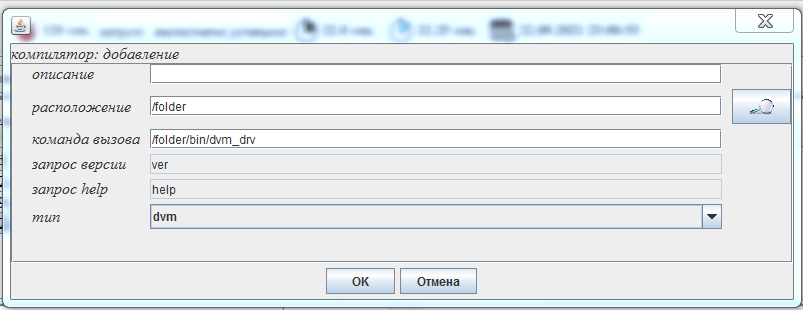 компилятор: добавление
описание
расположение /folder
команда вызова /folder/bin/dvm_drv
запрос версии ver
запрос help help
тип dvm
OK Отмена